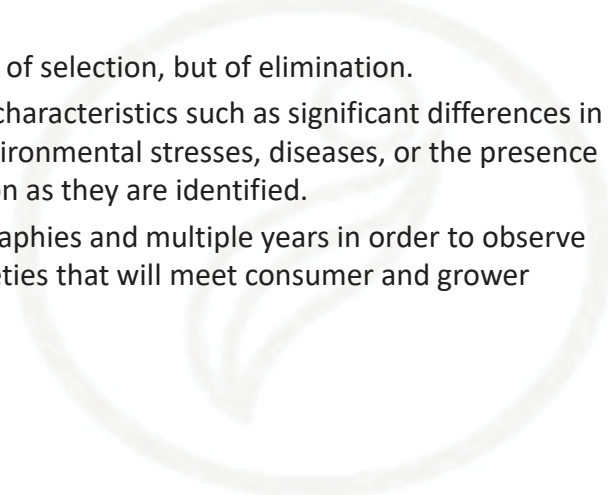 of selection, but of elimination.
characteristics such as significant differences in
ironmental stresses, diseases, or the presence
on as they are identified.
raphies and multiple years in order to observe
eties that will meet consumer and grower